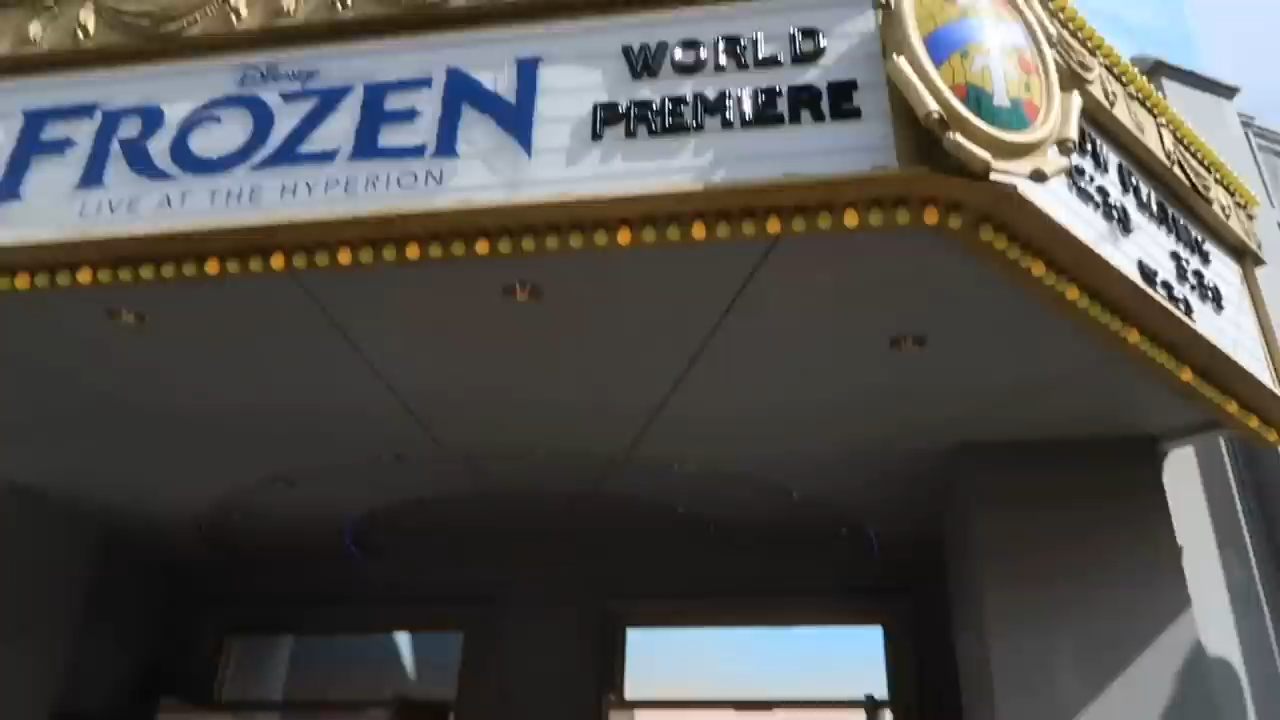 Disney
FROZEN
LIVE AT THE HYPERION
WORLD
PREMIERE